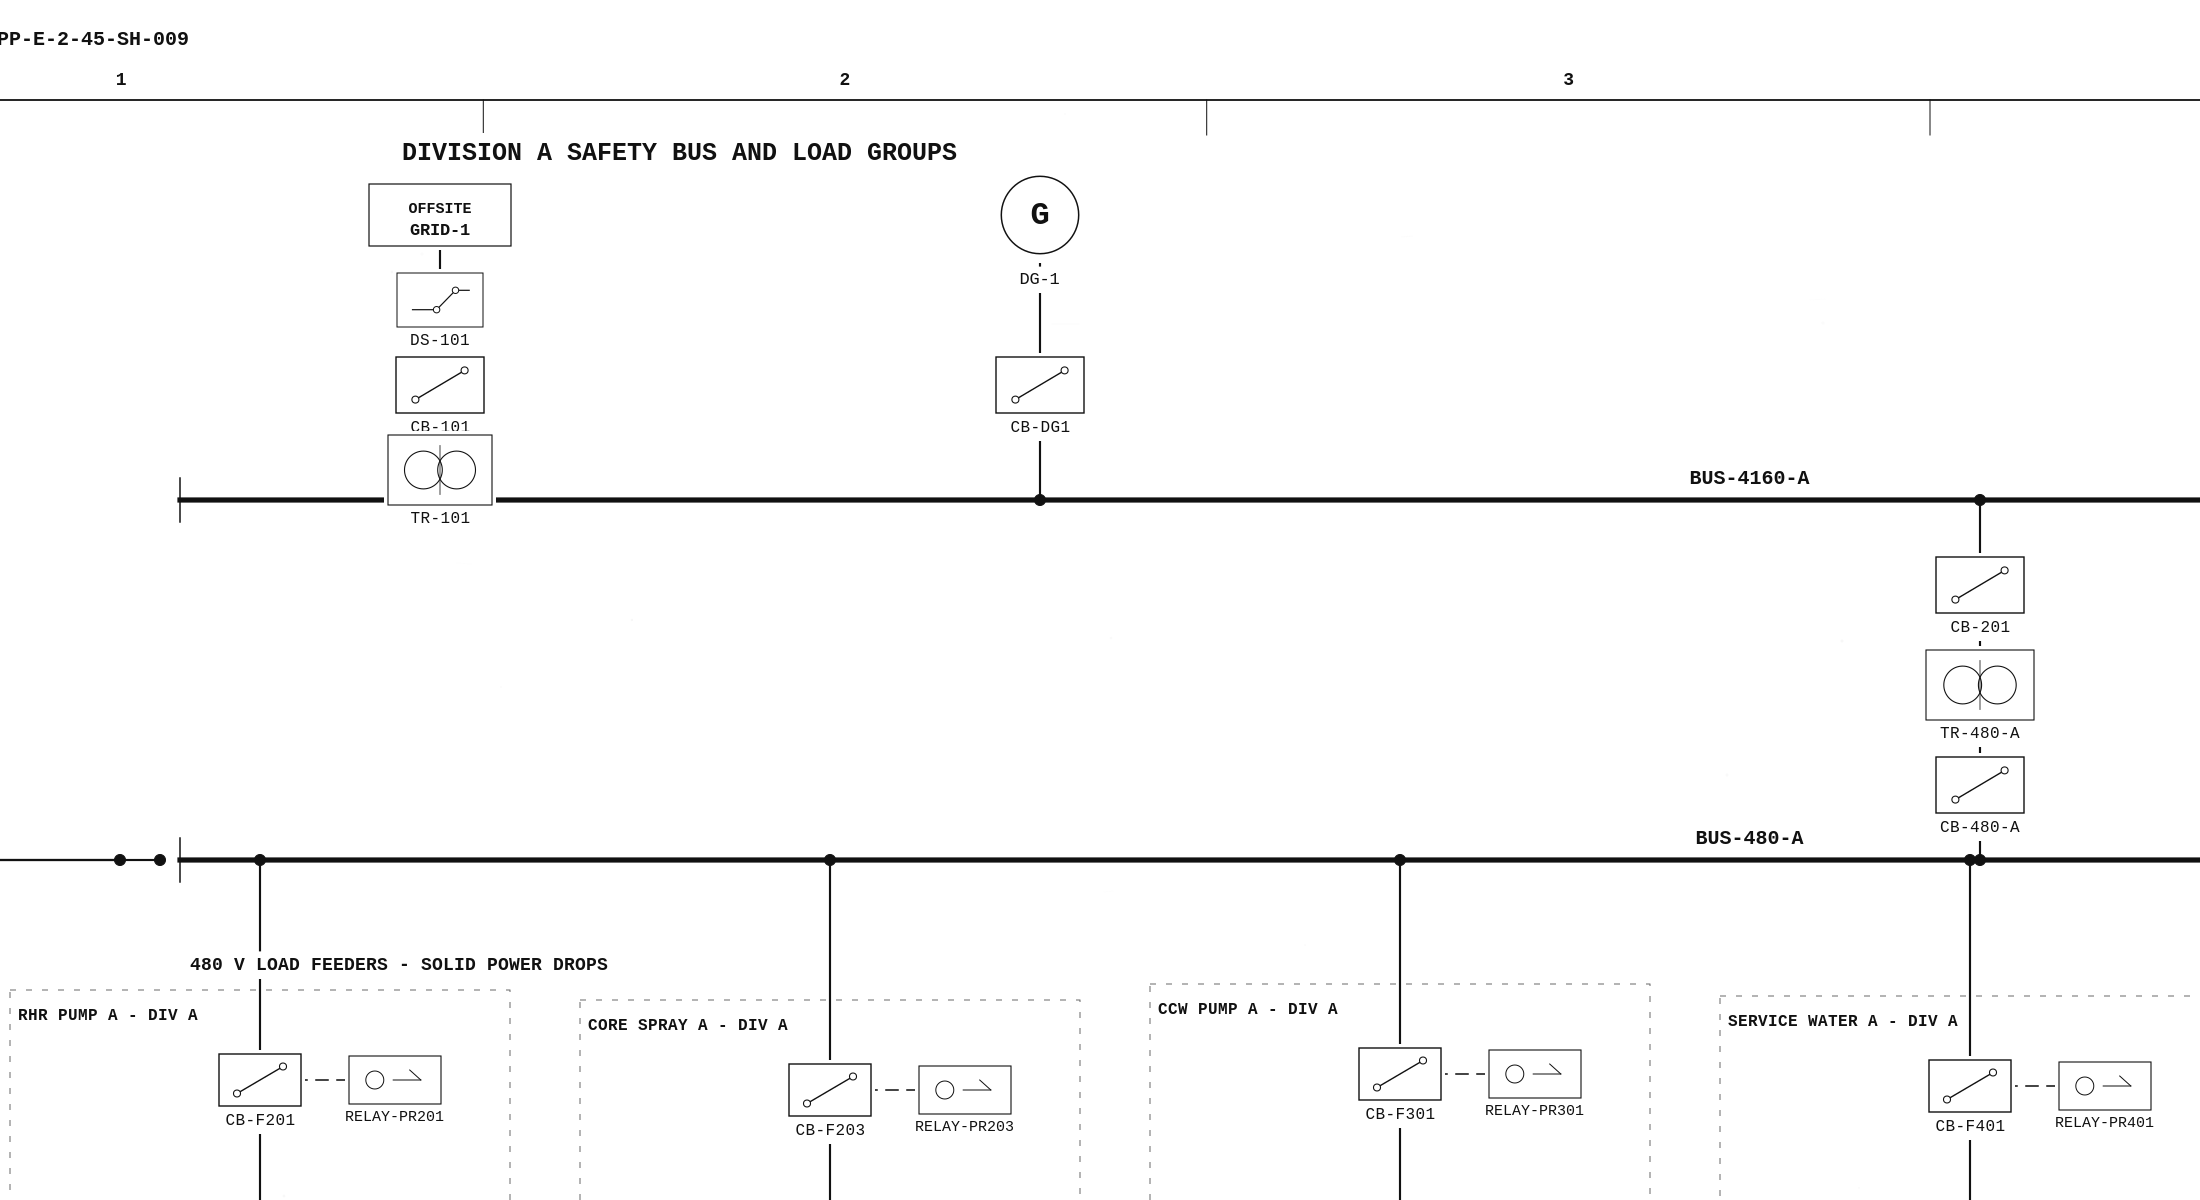 PP-E-2-45-SH-009
1 2 3
DIVISION A SAFETY BUS AND LOAD GROUPS
OFFSITE
GRID-1
G
DG-1
DS-101
CB-101
CB-DG1
BUS-4160-A
TR-101
CB-201
TR-480-A
CB-480-A
BUS-480-A
480 V LOAD FEEDERS - SOLID POWER DROPS
RHR PUMP A - DIV A
CB-F201
RELAY-PR201
CORE SPRAY A - DIV A
CB-F203
RELAY-PR203
CCW PUMP A - DIV A
CB-F301
RELAY-PR301
SERVICE WATER A - DIV A
CB-F401
RELAY-PR401